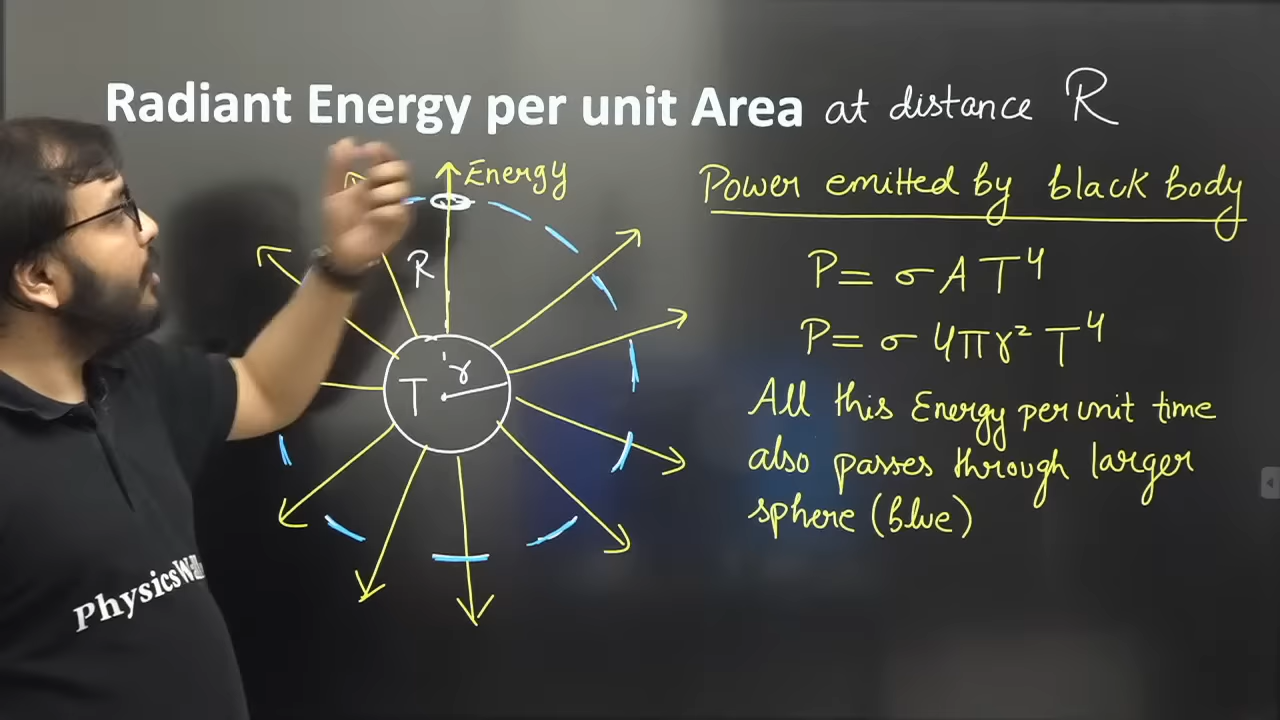 Radiant Energy per unit Area at distance R
Energy
Power emitted by black body
R
P = σ A T⁴
P = σ 4πr² T⁴
r
T
All this Energy per unit time
also passes through larger
sphere (blue)